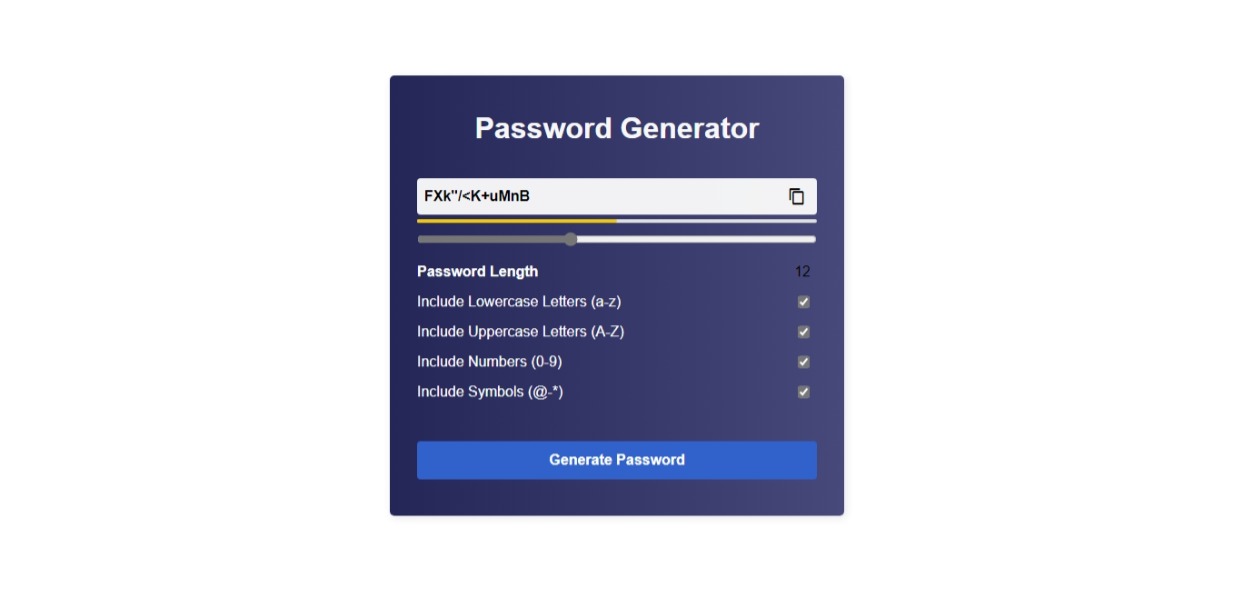 Password Generator
FXk"/<K+uMnB
Password Length 12
Include Lowercase Letters (a-z)
Include Uppercase Letters (A-Z)
Include Numbers (0-9)
Include Symbols (@-*)
Generate Password